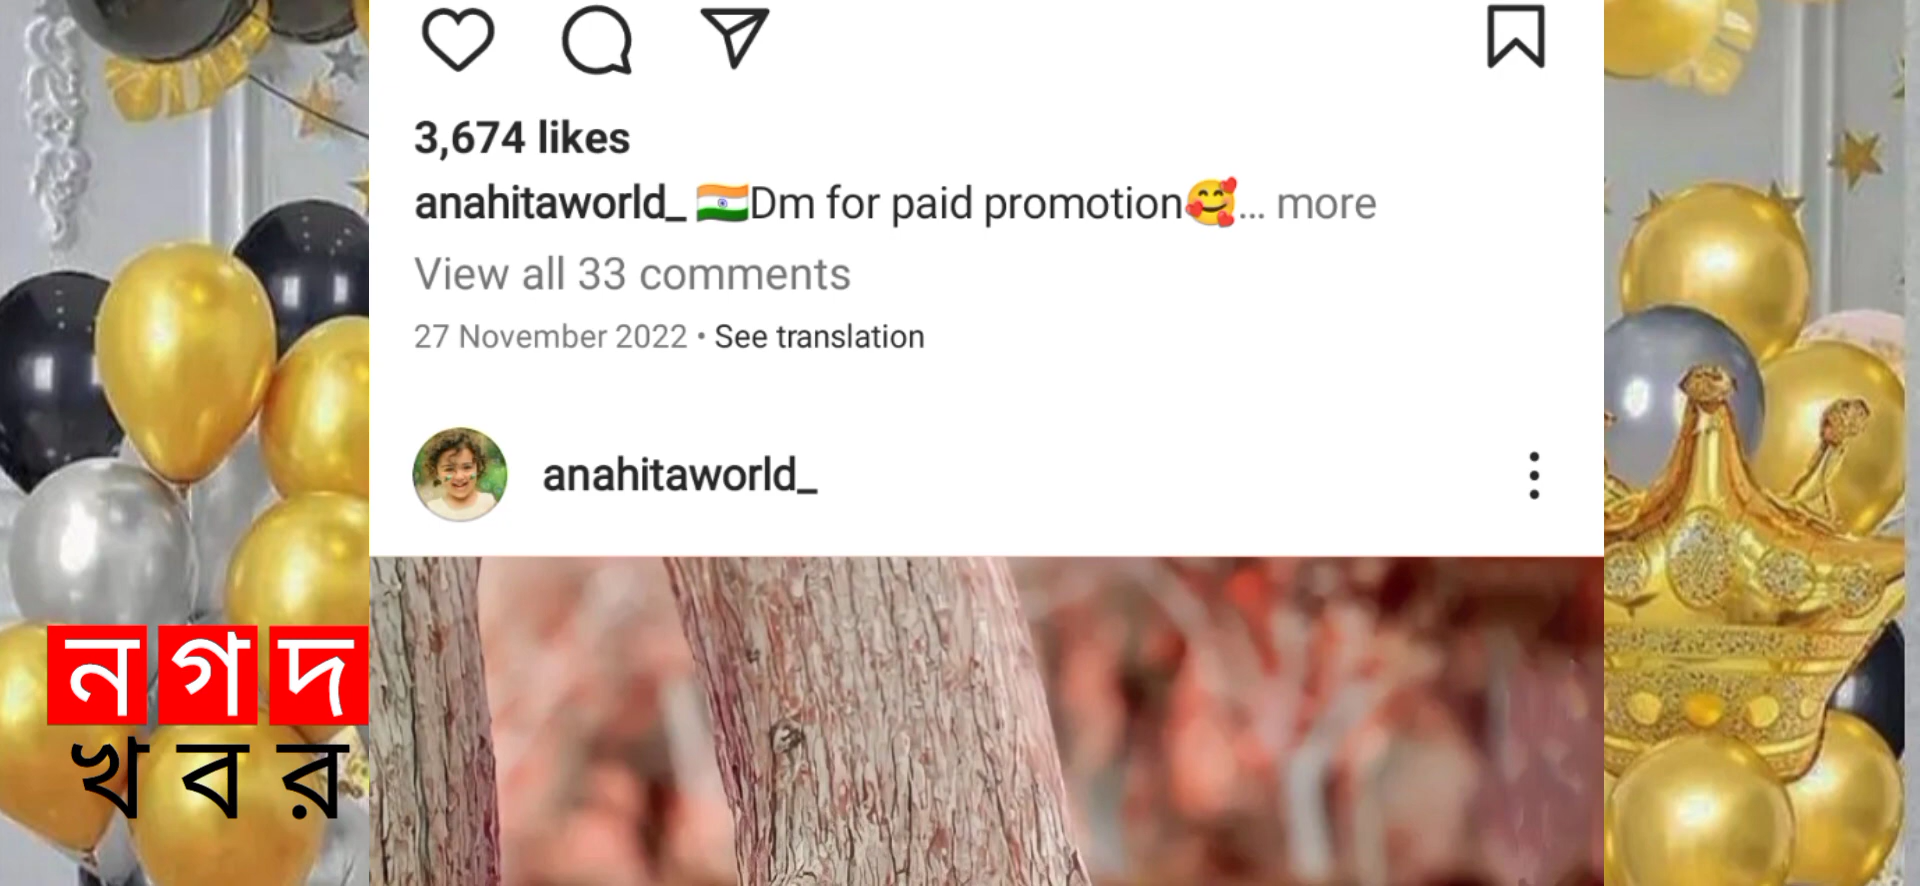 3,674 likes
anahitaworld_ 🇮🇳Dm for paid promotion🥰... more
View all 33 comments
27 November 2022 • See translation
anahitaworld_
নগদ
খবর